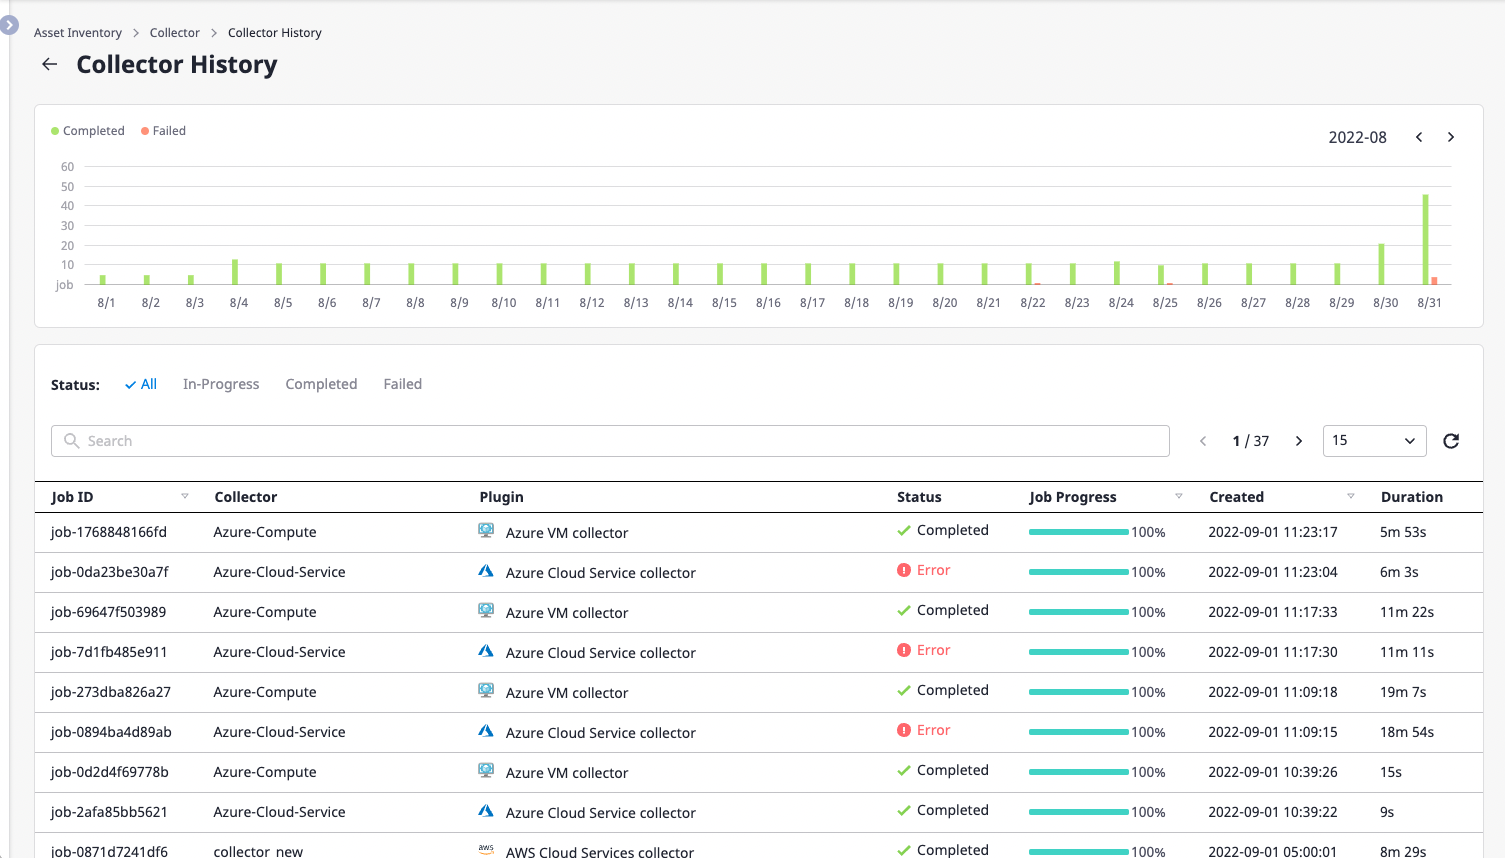 Asset Inventory > Collector > Collector History
Collector History
Completed Failed
2022-08
60
50
40
30
20
10
job
8/1 8/2 8/3 8/4 8/5 8/6 8/7 8/8 8/9 8/10 8/11 8/12 8/13 8/14 8/15 8/16 8/17 8/18 8/19 8/20 8/21 8/22 8/23 8/24 8/25 8/26 8/27 8/28 8/29 8/30 8/31
Status: All In-Progress Completed Failed
Search 1 / 37 15
Job ID Collector Plugin Status Job Progress Created Duration
job-1768848166fd Azure-Compute Azure VM collector Completed 100% 2022-09-01 11:23:17 5m 53s
job-0da23be30a7f Azure-Cloud-Service Azure Cloud Service collector Error 100% 2022-09-01 11:23:04 6m 3s
job-69647f503989 Azure-Compute Azure VM collector Completed 100% 2022-09-01 11:17:33 11m 22s
job-7d1fb485e911 Azure-Cloud-Service Azure Cloud Service collector Error 100% 2022-09-01 11:17:30 11m 11s
job-273dba826a27 Azure-Compute Azure VM collector Completed 100% 2022-09-01 11:09:18 19m 7s
job-0894ba4d89ab Azure-Cloud-Service Azure Cloud Service collector Error 100% 2022-09-01 11:09:15 18m 54s
job-0d2d4f69778b Azure-Compute Azure VM collector Completed 100% 2022-09-01 10:39:26 15s
job-2afa85bb5621 Azure-Cloud-Service Azure Cloud Service collector Completed 100% 2022-09-01 10:39:22 9s
job-0871d7241df6 collector_new aws AWS Cloud Services collector Completed 100% 2022-09-01 05:00:01 8m 29s